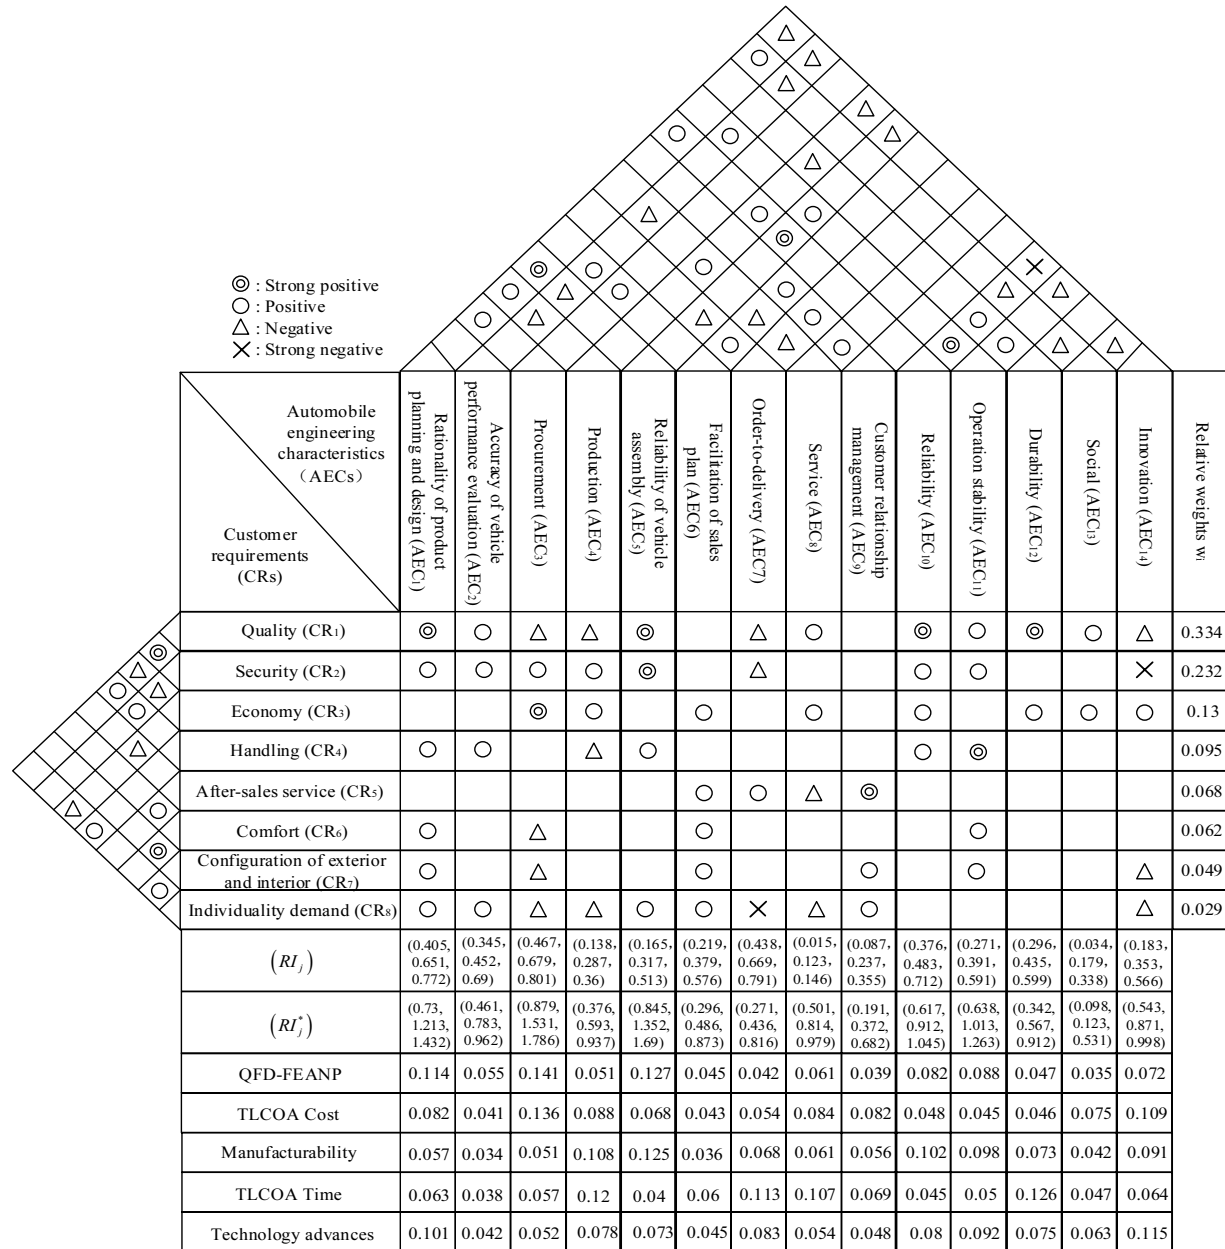 ◎ : Strong positive
○ : Positive
△ : Negative
✕ : Strong negative
Automobile
engineering
characteristics
（AECs）
Customer
requirements
(CRs)
Rationality of product
planning and design (AEC1)
Accuracy of vehicle
performance evaluation (AEC2)
Procurement (AEC3)
Production (AEC4)
Reliability of vehicle
assembly (AEC5)
Facilitation of sales
plan (AEC6)
Order-to-delivery (AEC7)
Service (AEC8)
Customer relationship
management (AEC9)
Reliability (AEC10)
Operation stability (AEC11)
Durability (AEC12)
Social (AEC13)
Innovation (AEC14)
Relative weights wi
Quality (CR1) ◎ ○ △ △ ◎ △ ○ ◎ ○ ◎ ○ △ 0.334
Security (CR2) ○ ○ ○ ○ ◎ △ ○ ○ ✕ 0.232
Economy (CR3) ◎ ○ ○ ○ ○ ○ ○ ○ 0.13
Handling (CR4) ○ ○ △ ○ ○ ◎ 0.095
After-sales service (CR5) ○ ○ △ ◎ 0.068
Comfort (CR6) ○ △ ○ ○ 0.062
Configuration of exterior
and interior (CR7) ○ △ ○ ○ ○ △ 0.049
Individuality demand (CR8) ○ ○ △ △ ○ ○ ✕ △ ○ △ 0.029
(RIj) (0.405, 0.651, 0.772) (0.345, 0.452, 0.69) (0.467, 0.679, 0.801) (0.138, 0.287, 0.36) (0.165, 0.317, 0.513) (0.219, 0.379, 0.576) (0.438, 0.669, 0.791) (0.015, 0.123, 0.146) (0.087, 0.237, 0.355) (0.376, 0.483, 0.712) (0.271, 0.391, 0.591) (0.296, 0.435, 0.599) (0.034, 0.179, 0.338) (0.183, 0.353, 0.566)
(RIj*) (0.73, 1.213, 1.432) (0.461, 0.783, 0.962) (0.879, 1.531, 1.786) (0.376, 0.593, 0.937) (0.845, 1.352, 1.69) (0.296, 0.486, 0.873) (0.271, 0.436, 0.816) (0.501, 0.814, 0.979) (0.191, 0.372, 0.682) (0.617, 0.912, 1.045) (0.638, 1.013, 1.263) (0.342, 0.567, 0.912) (0.098, 0.123, 0.531) (0.543, 0.871, 0.998)
QFD-FEANP 0.114 0.055 0.141 0.051 0.127 0.045 0.042 0.061 0.039 0.082 0.088 0.047 0.035 0.072
TLCOA Cost 0.082 0.041 0.136 0.088 0.068 0.043 0.054 0.084 0.082 0.048 0.045 0.046 0.075 0.109
Manufacturability 0.057 0.034 0.051 0.108 0.125 0.036 0.068 0.061 0.056 0.102 0.098 0.073 0.042 0.091
TLCOA Time 0.063 0.038 0.057 0.12 0.04 0.06 0.113 0.107 0.069 0.045 0.05 0.126 0.047 0.064
Technology advances 0.101 0.042 0.052 0.078 0.073 0.045 0.083 0.054 0.048 0.08 0.092 0.075 0.063 0.115